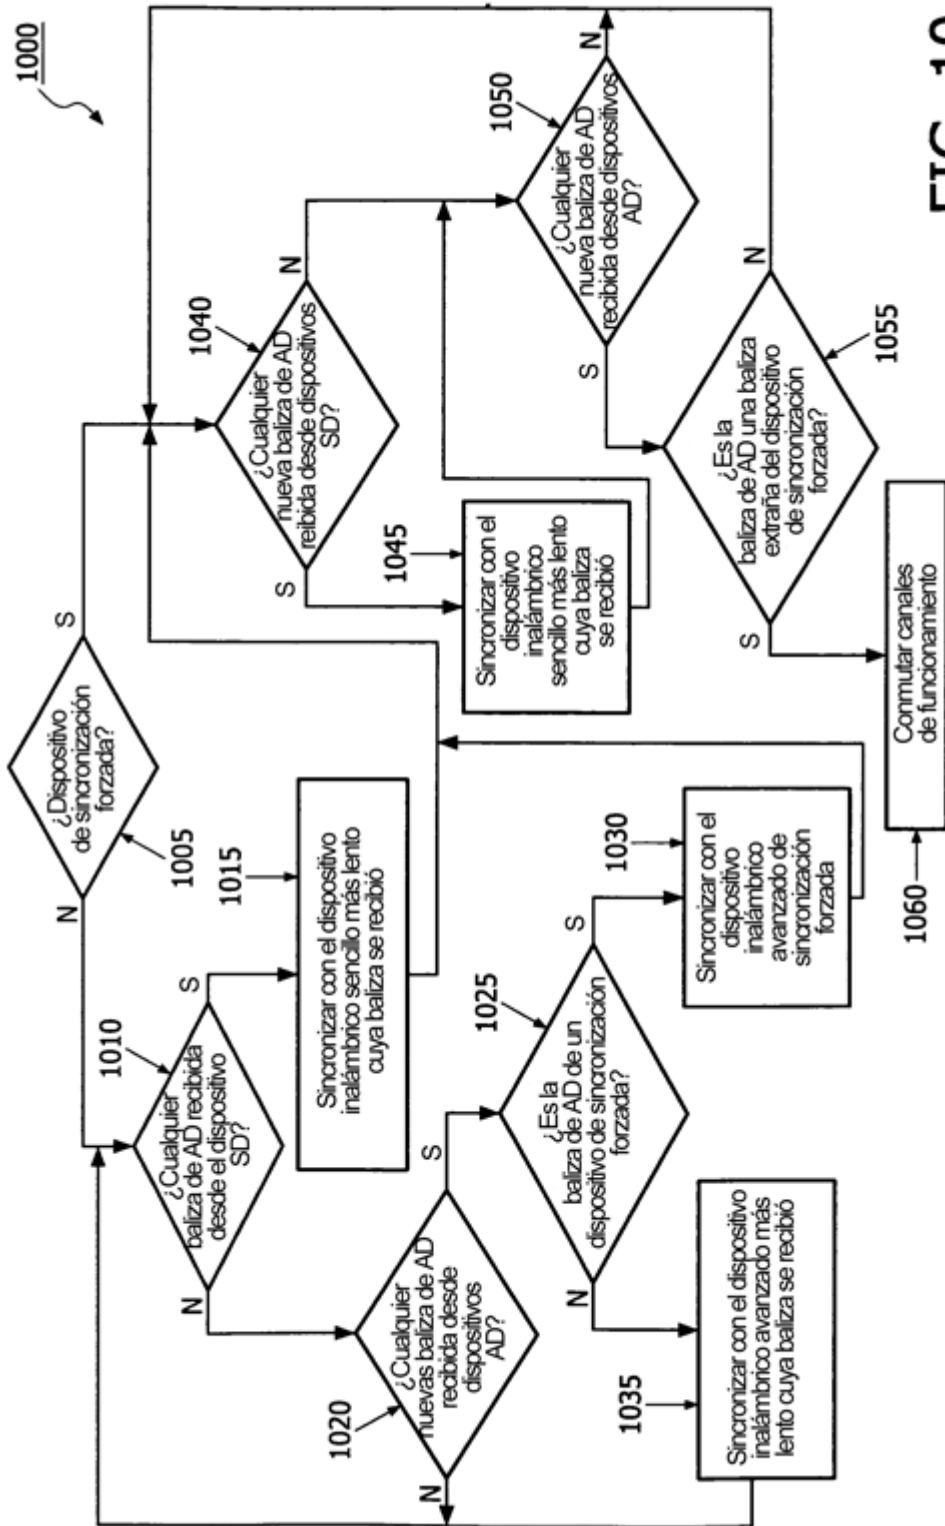 1000
¿Dispositivo
de sincronización
forzada?
1005
N
S
1010
¿Cualquier
baliza de AD recibida
desde el dispositivo
SD?
N
S
1015
Sincronizar con el dispositivo
inalámbrico sencillo más lento
cuya baliza se recibió
1020
¿Cualquier
nuevas baliza de AD
recibida desde
dispositivos
AD?
N
S
1025
¿Es la
baliza de AD de un
dispositivo de sincronización
forzada?
N
S
1030
Sincronizar con el
dispositivo
inalámbrico
avanzado de
sincronización
forzada
1035
Sincronizar con el dispositivo
inalámbrico avanzado más
lento cuya baliza se recibió
1040
¿Cualquier
nueva baliza de AD
reibida desde dispositivos
SD?
S
N
1045
Sincronizar con el
dispositivo
inalámbrico
sencillo más lento
cuya baliza
se recibió
1050
¿Cualquier
nueva baliza de AD
recibida desde dispositivos
AD?
S
N
1055
¿Es la
baliza de AD una baliza
extraña del dispositivo
de sincronización
forzada?
S
N
1060
Conmutar canales
de funcionamiento